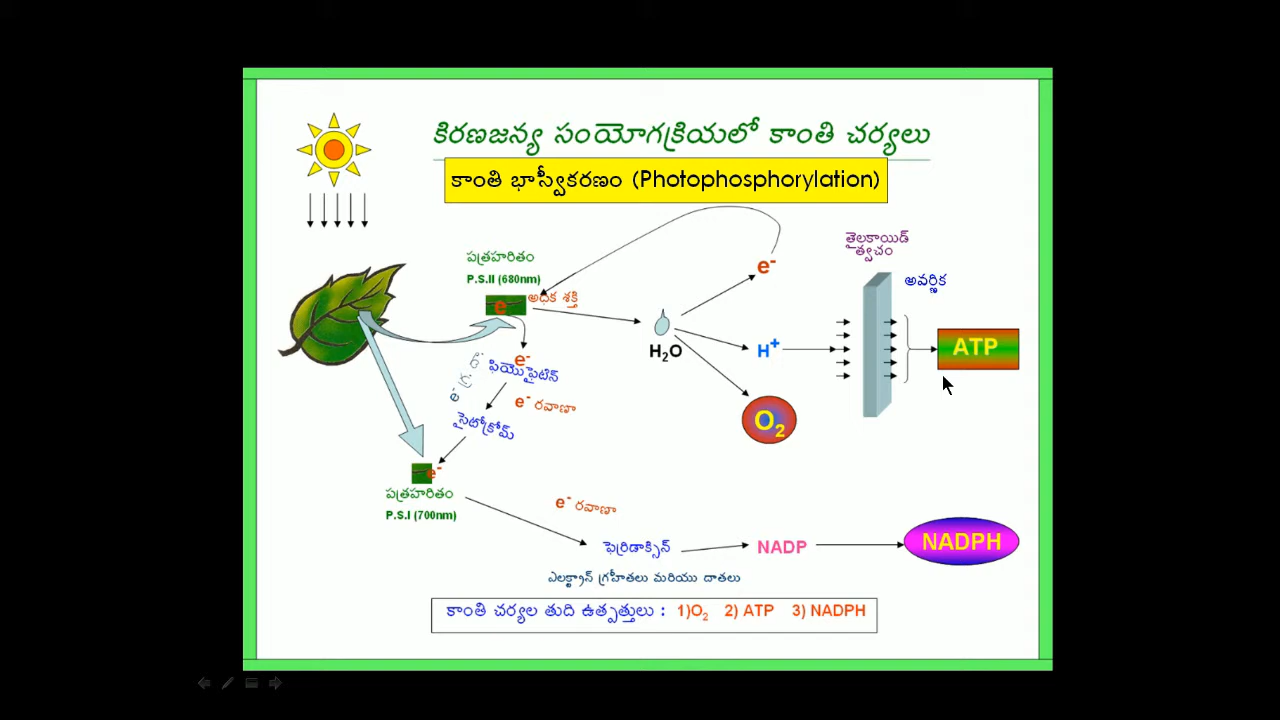 కిరణజన్య సంయోగక్రియలో కాంతి చర్యలు
కాంతి భాస్వీకరణం (Photophosphorylation)
తైలకాయిడ్
త్వచం
పత్రహరితం
P.S.II (680nm)
e-
అవర్ణిక
e
అధిక శక్తి
H2O
H+
ATP
e-
ఫియొఫైటిన్
e- రవాణా
సైటోక్రోమ్
O2
e-
పత్రహరితం
P.S.I (700nm)
e- రవాణా
ఫెర్రిడాక్సిన్
NADP
NADPH
ఎలక్ట్రాన్ గ్రహీతలు మరియు దాతలు
కాంతి చర్యల తుది ఉత్పత్తులు : 1)O2 2) ATP 3) NADPH